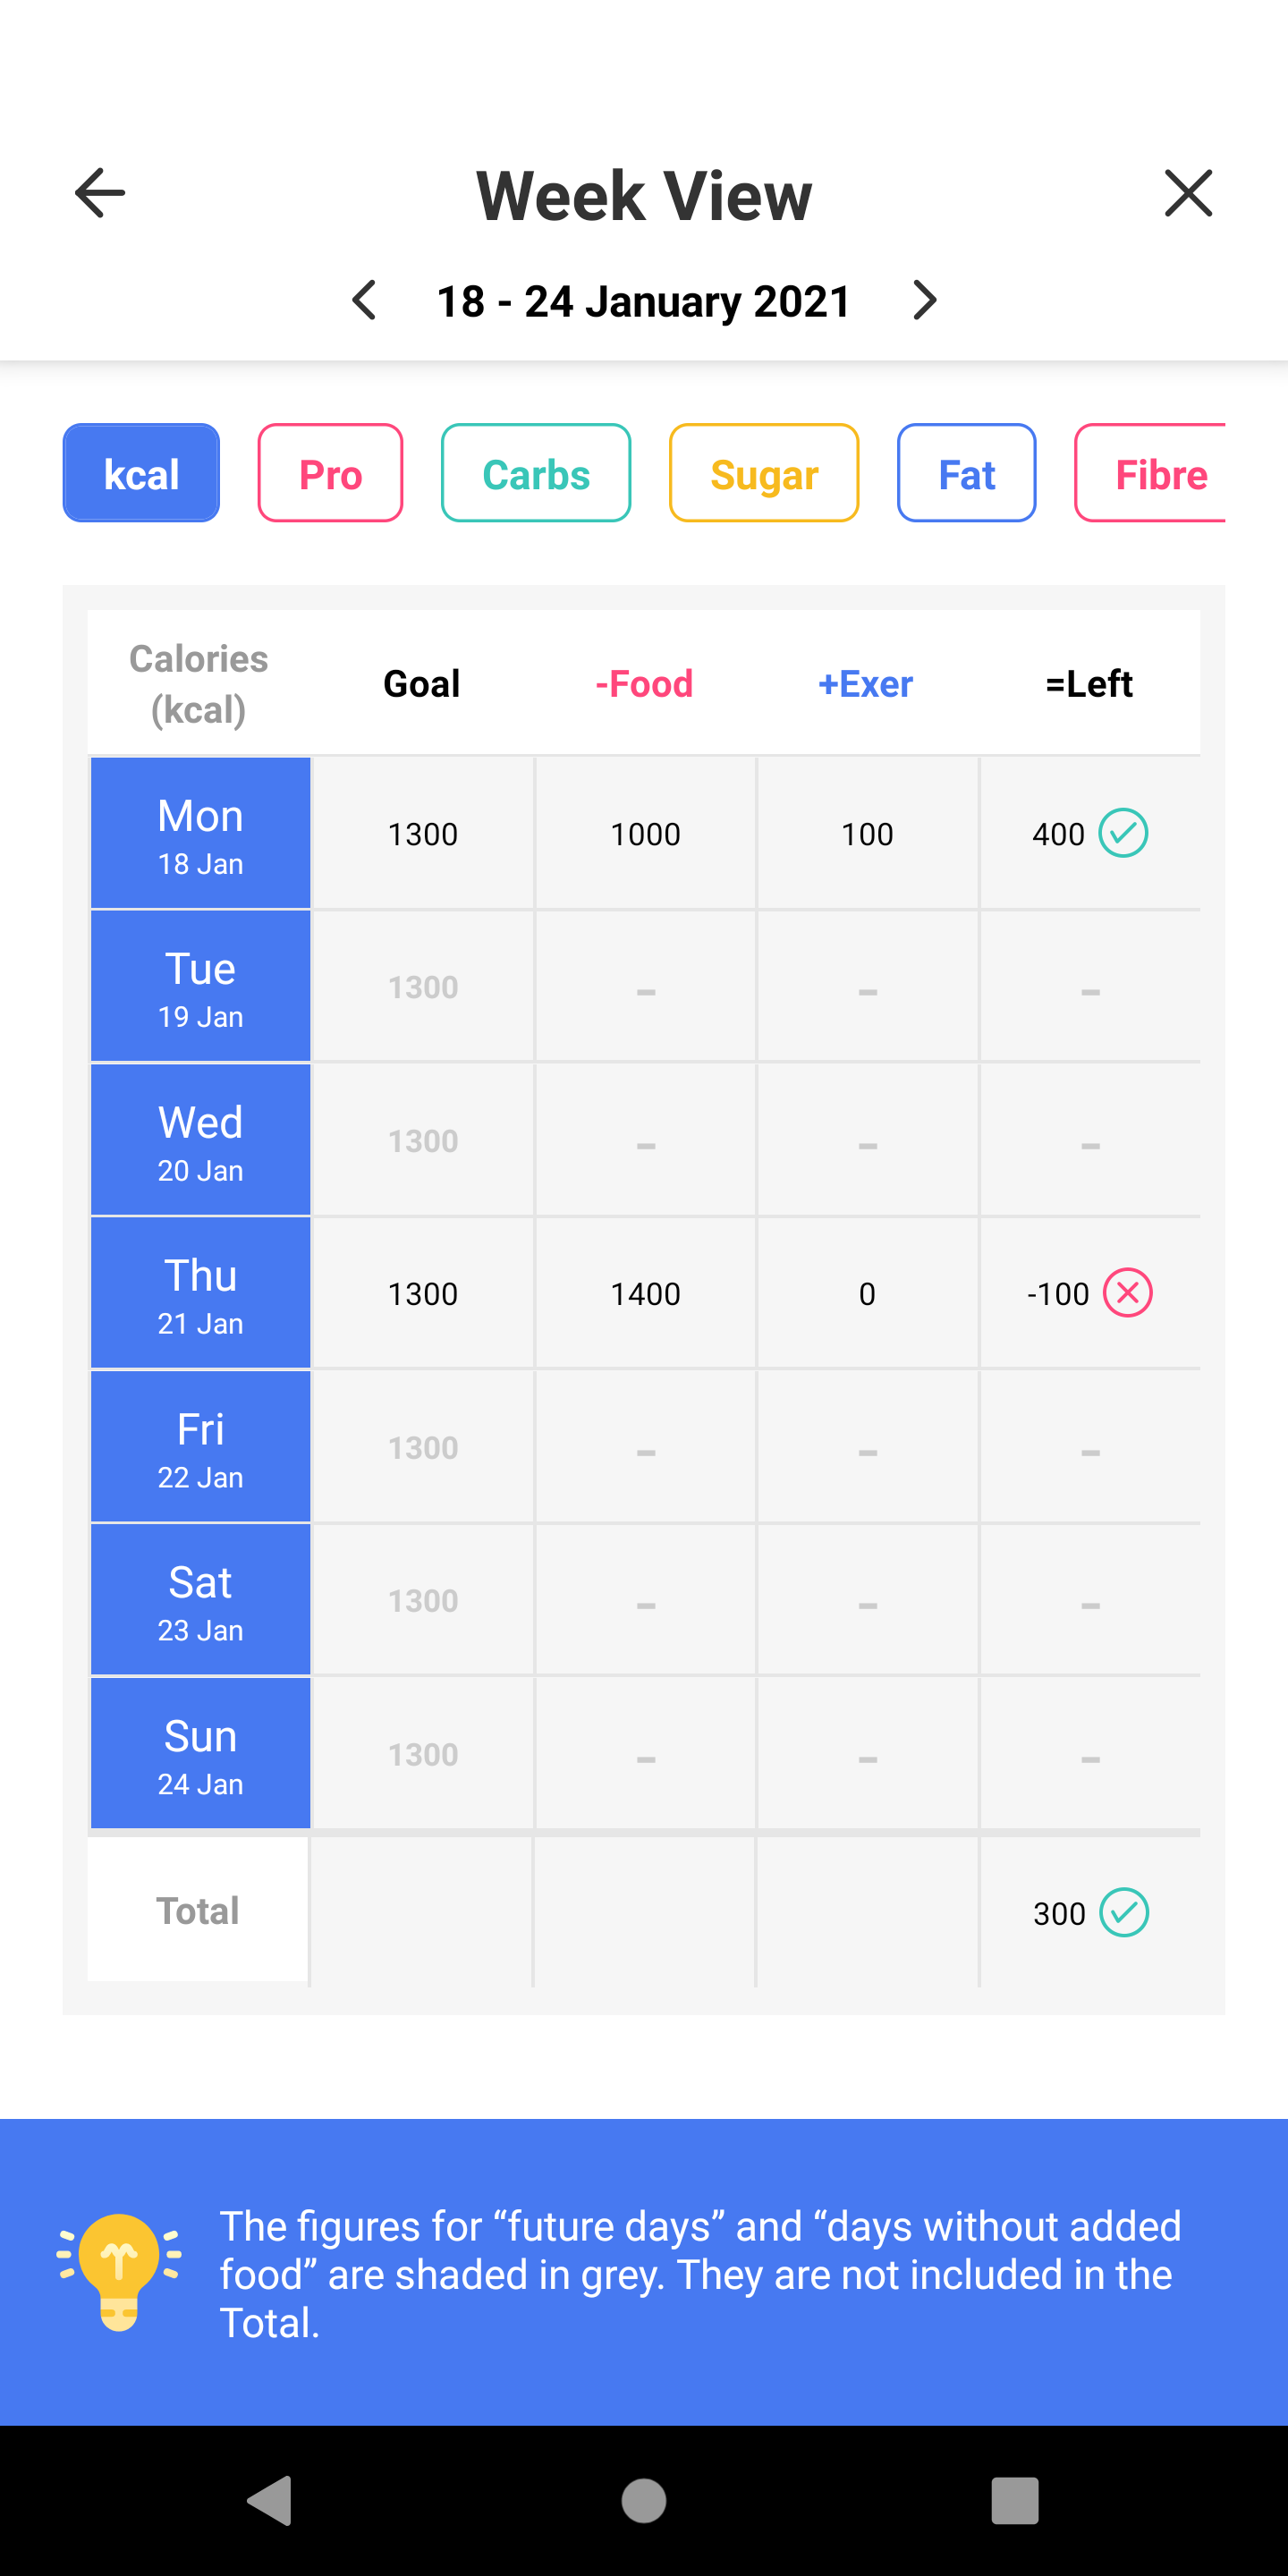 Week View
18 - 24 January 2021
kcal Pro Carbs Sugar Fat Fibre
Calories
(kcal) Goal -Food +Exer =Left
Mon
18 Jan 1300 1000 100 400
Tue
19 Jan 1300 - - -
Wed
20 Jan 1300 - - -
Thu
21 Jan 1300 1400 0 -100
Fri
22 Jan 1300 - - -
Sat
23 Jan 1300 - - -
Sun
24 Jan 1300 - - -
Total 300
The figures for “future days” and “days without added
food” are shaded in grey. They are not included in the
Total.